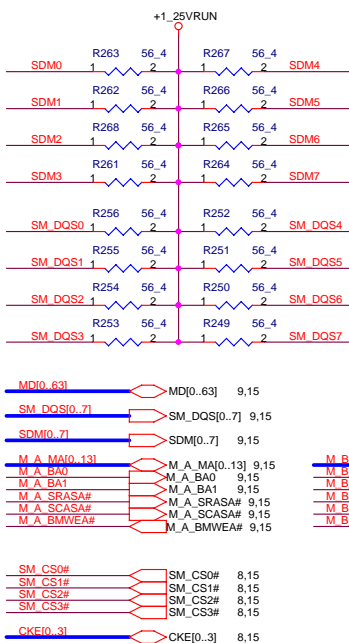 +1_25VRUN
R263 56_4 R267 56_4
SDM0 1 2 1 2 SDM4
R262 56_4 R266 56_4
SDM1 1 2 1 2 SDM5
R268 56_4 R265 56_4
SDM2 1 2 1 2 SDM6
R261 56_4 R264 56_4
SDM3 1 2 1 2 SDM7
R256 56_4 R252 56_4
SM_DQS0 1 2 1 2 SM_DQS4
R255 56_4 R251 56_4
SM_DQS1 1 2 1 2 SM_DQS5
R254 56_4 R250 56_4
SM_DQS2 1 2 1 2 SM_DQS6
R253 56_4 R249 56_4
SM_DQS3 1 2 1 2 SM_DQS7
MD[0..63] MD[0..63] 9,15
SM_DQS[0..7] SM_DQS[0..7] 9,15
SDM[0..7] SDM[0..7] 9,15
M_A_MA[0..13] M_A_MA[0..13] 9,15 M_B
M_A_BA0 M_A_BA0 9,15 M_B
M_A_BA1 M_A_BA1 9,15 M_B
M_A_SRASA# M_A_SRASA# 9,15 M_B
M_A_SCASA# M_A_SCASA# 9,15 M_B
M_A_BMWEA# M_A_BMWEA# 9,15 M_B
SM_CS0# SM_CS0# 8,15
SM_CS1# SM_CS1# 8,15
SM_CS2# SM_CS2# 8,15
SM_CS3# SM_CS3# 8,15
CKE[0..3] CKE[0..3] 8,15